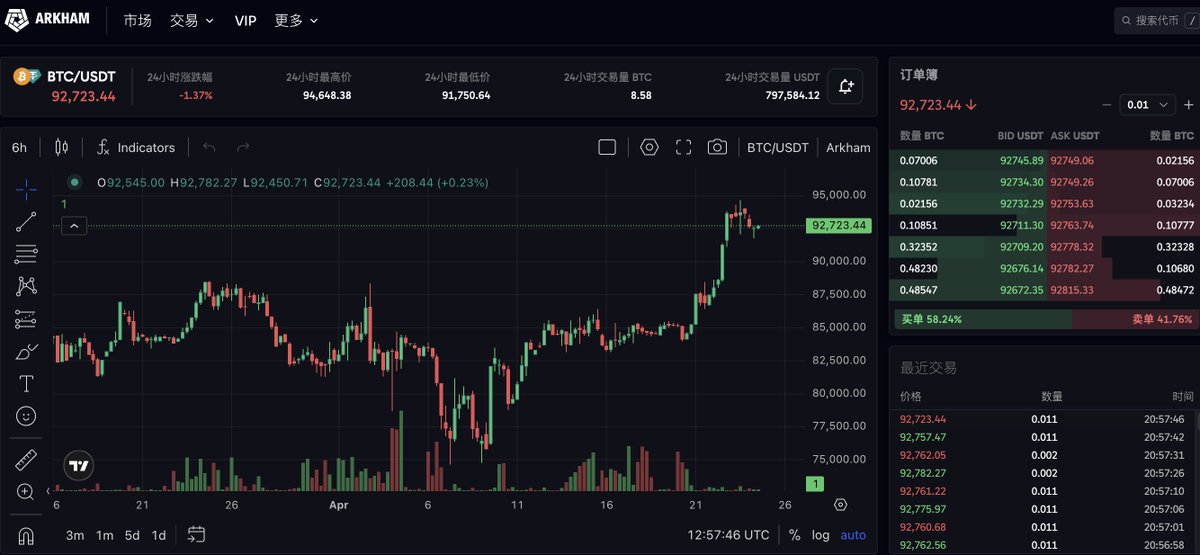 ARKHAM 市场 交易 VIP 更多 搜索代币 /
BTC/USDT 24小时涨跌幅 24小时最高价 24小时最低价 24小时交易量 BTC 24小时交易量 USDT
92,723.44 -1.37% 94,648.38 91,750.64 8.58 797,584.12
6h Indicators BTC/USDT Arkham
O92,545.00 H92,782.27 L92,450.71 C92,723.44 +208.44 (+0.23%)
1
95,000.00
92,723.44
90,000.00
87,500.00
85,000.00
82,500.00
80,000.00
77,500.00
75,000.00
1
6 21 26 Apr 6 11 16 21 26
3m 1m 5d 1d 12:57:46 UTC % log auto
订单簿
92,723.44 0.01
数量 BTC BID USDT ASK USDT 数量 BTC
0.07006 92745.89 92749.06 0.02156
0.10781 92734.30 92749.26 0.07006
0.02156 92732.29 92753.63 0.03234
0.10851 92711.30 92763.74 0.10777
0.32352 92709.20 92778.32 0.32328
0.48230 92676.14 92782.27 0.10680
0.48547 92672.35 92815.33 0.48472
买单 58.24% 卖单 41.76%
最近交易
价格 数量 时间
92,723.44 0.011 20:57:46
92,757.47 0.011 20:57:42
92,762.05 0.002 20:57:31
92,782.27 0.002 20:57:26
92,761.22 0.011 20:57:10
92,775.97 0.011 20:57:06
92,760.68 0.011 20:57:01
92,762.56 0.011 20:56:58